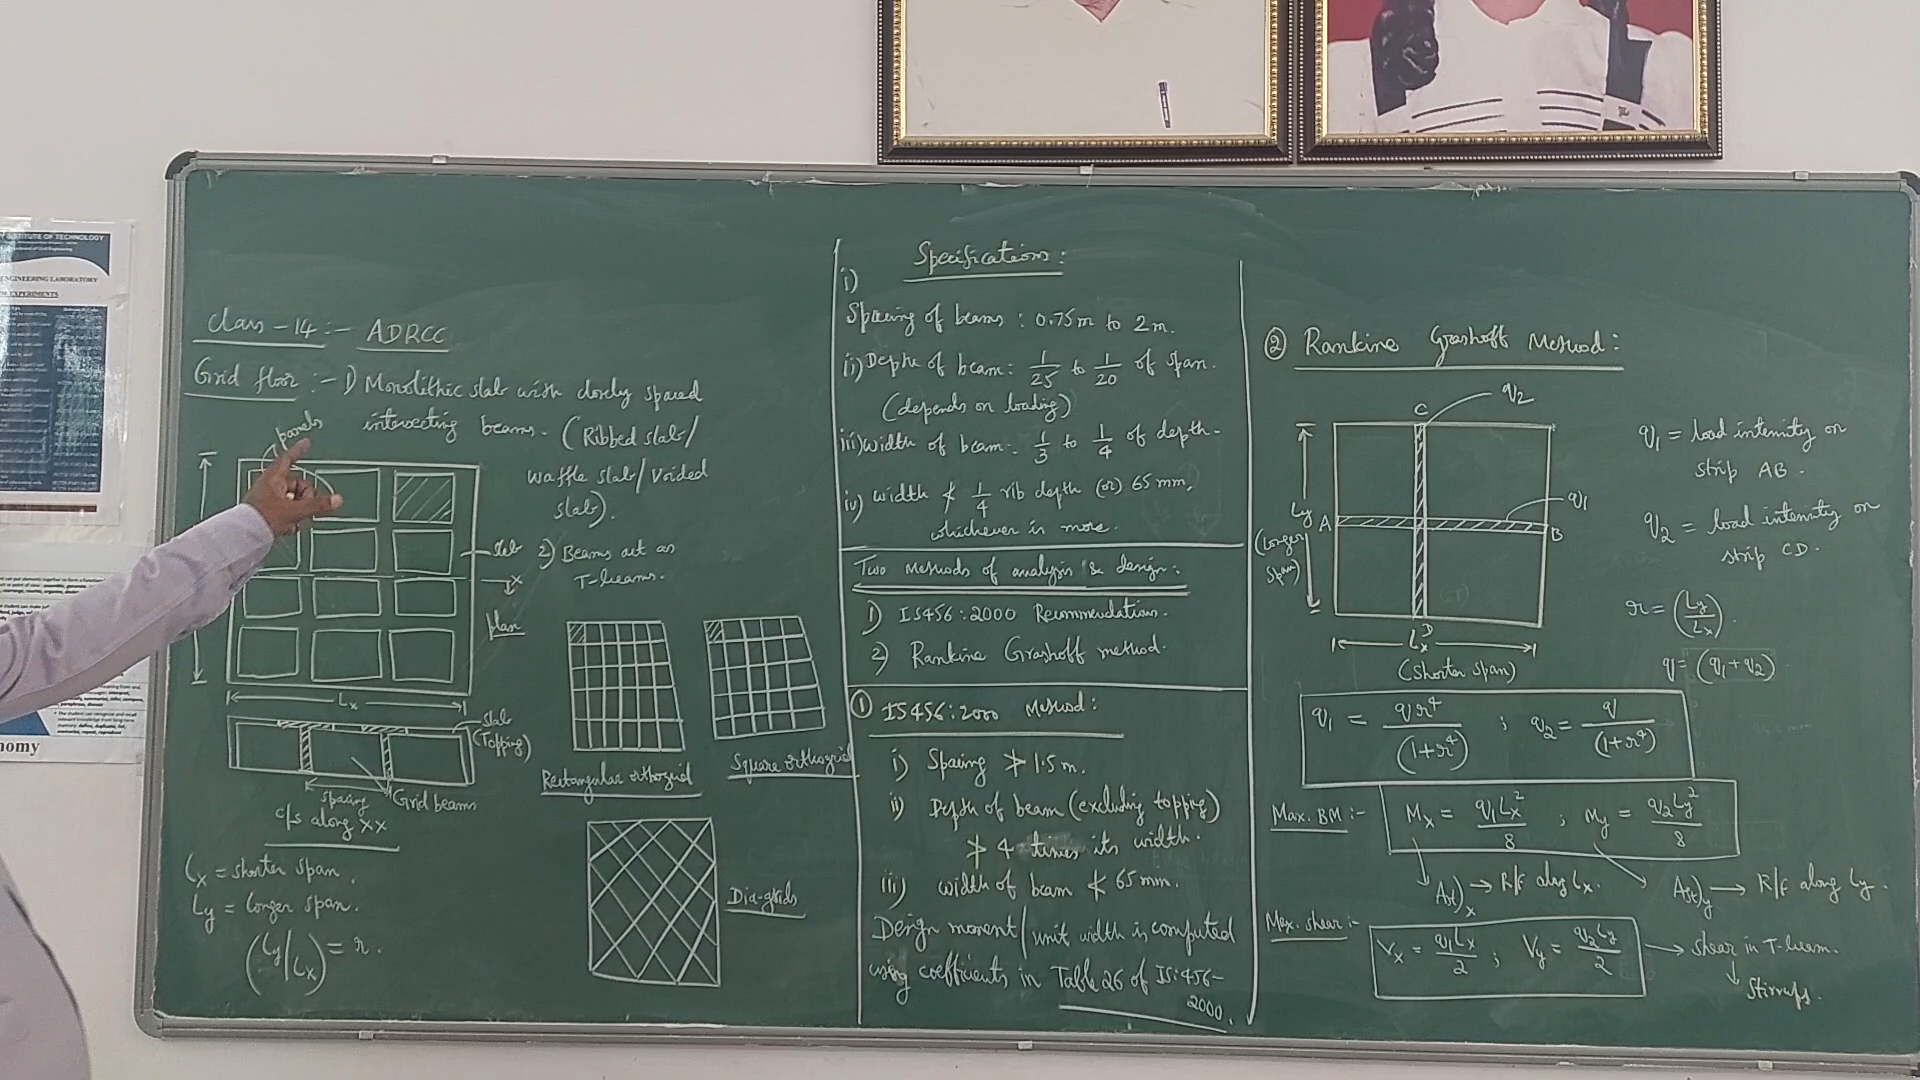 Class - 14 :- ADRCC
Grid floor :- 1) Monolithic slab with closely spaced
intersecting beams. (Ribbed slab/
waffle slab/ Voided
slab).
panels
slab
x
plan
2) Beams act as
T-beams.
Lx
slab
(Topping)
spacing
Grid beams
c/s along xx
Lx = shorter span.
Ly = Longer span.
(Ly/Lx) = r.
Rectangular orthogrid
Square orthogrid
Dia-grids
Specifications :
i)
Spacing of beams : 0.75m to 2m.
ii) Depth of beam : 1/25 to 1/20 of span.
(depends on loading)
iii) width of beam - 1/3 to 1/4 of depth -
iv) width ≮ 1/4 rib depth (or) 65 mm,
whichever is more.
Two Methods of analysis & design :
1) IS456:2000 Recommendations.
2) Rankine Grashoff method.
① IS456:2000 Method :
i) Spacing ≯ 1.5 m.
ii) Depth of beam (excluding topping)
≯ 4 times its width.
iii) width of beam ≮ 65 mm.
Design moment/unit width is computed
using coefficients in Table 26 of IS:456-
2000.
② Rankine Grashoff Method :
C
q2
Ly
(Longer
span)
A
q1
B
D
Lx
(Shorter span)
q1 = load intensity on
strip AB.
q2 = load intensity on
strip CD.
r = (Ly/Lx).
q = (q1 + q2)
q1 = qr⁴/(1+r⁴) ; q2 = q/(1+r⁴)
Max. BM :- Mx = q1Lx²/8 ; My = q2Ly²/8
Ast)x → R/F along Lx. Ast)y → R/F along Ly.
Max. shear :- Vx = q1Lx/2 ; Vy = q2Ly/2 → shear in T-beam.
↓
Stirrups.
INSTITUTE OF TECHNOLOGY
ENGINEERING LABORATORY
EXPERIMENTS
nomy